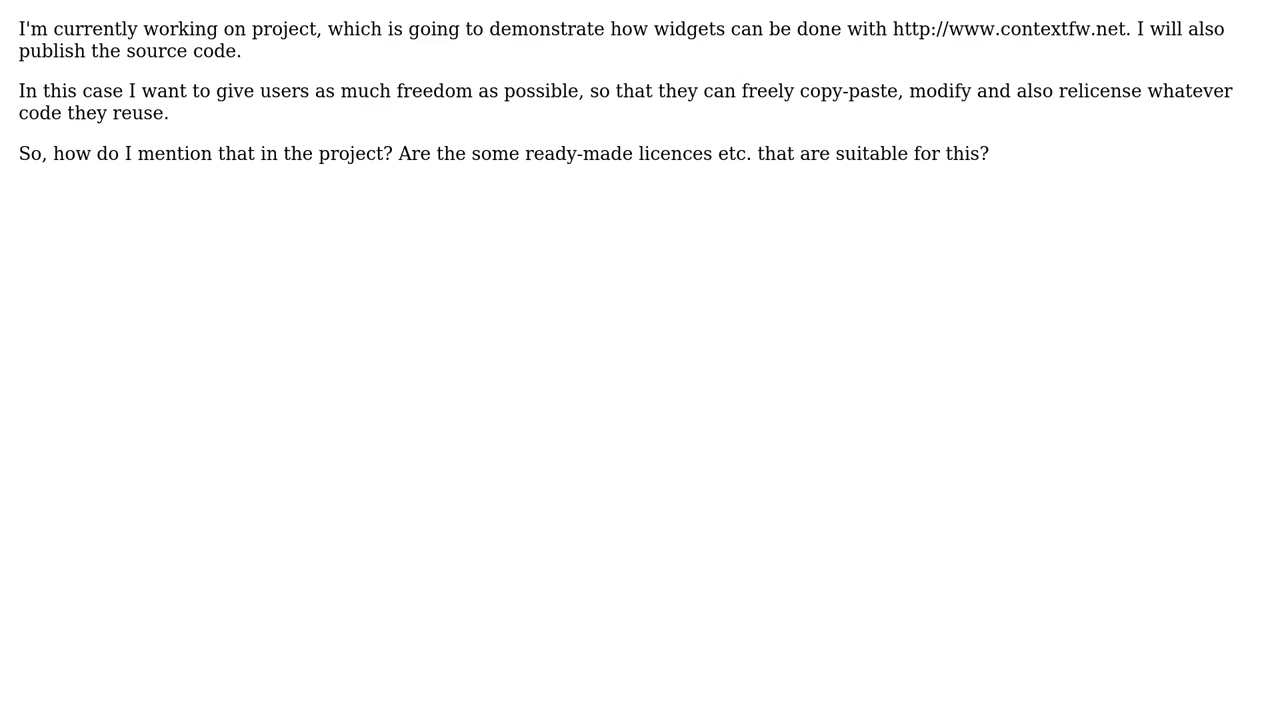 I'm currently working on project, which is going to demonstrate how widgets can be done with http://www.contextfw.net. I will also
publish the source code.
In this case I want to give users as much freedom as possible, so that they can freely copy-paste, modify and also relicense whatever
code they reuse.
So, how do I mention that in the project? Are the some ready-made licences etc. that are suitable for this?